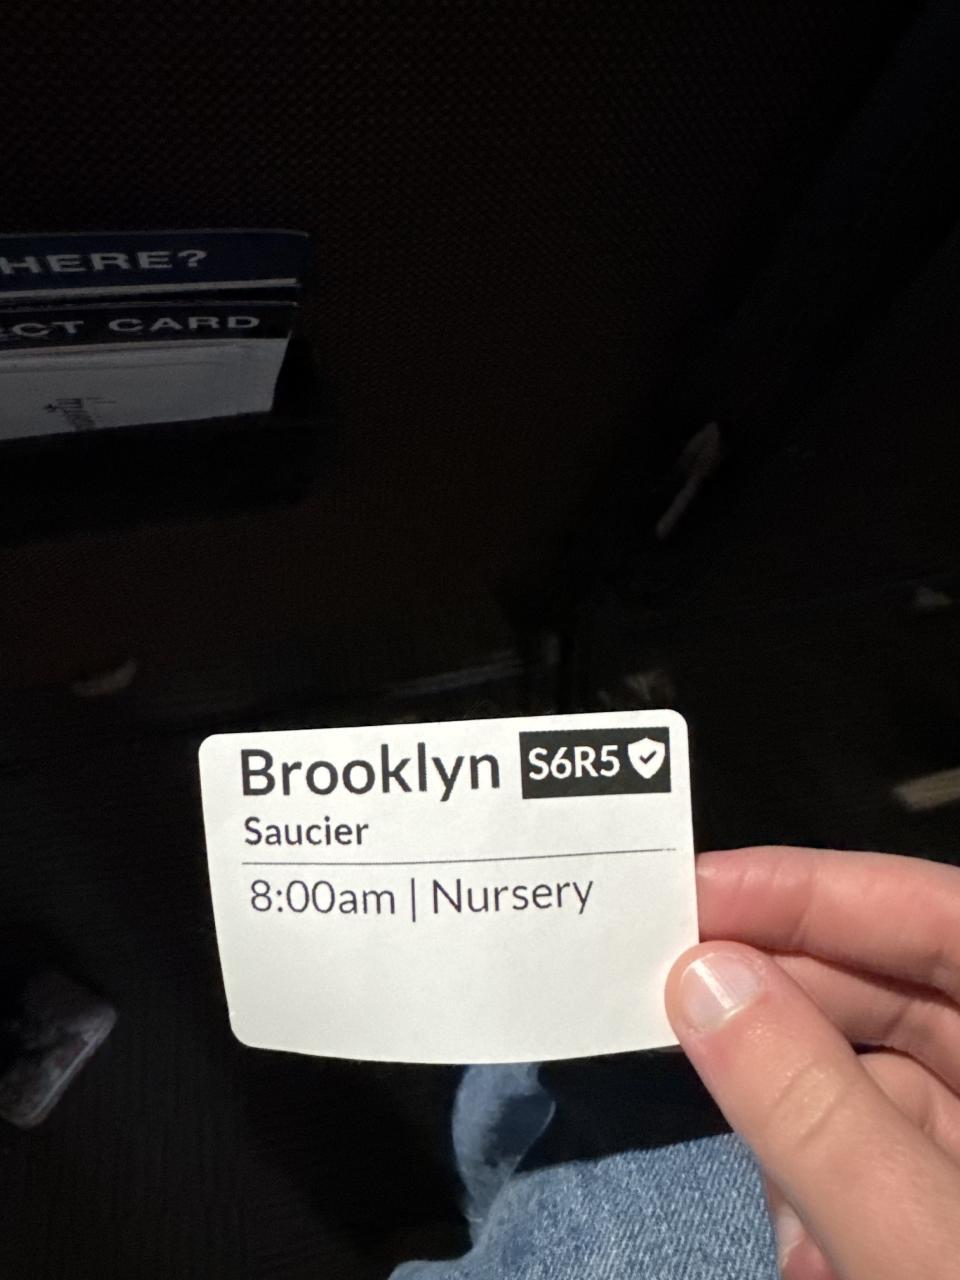 HERE?
CT CARD
Brooklyn S6R5
Saucier
8:00am | Nursery